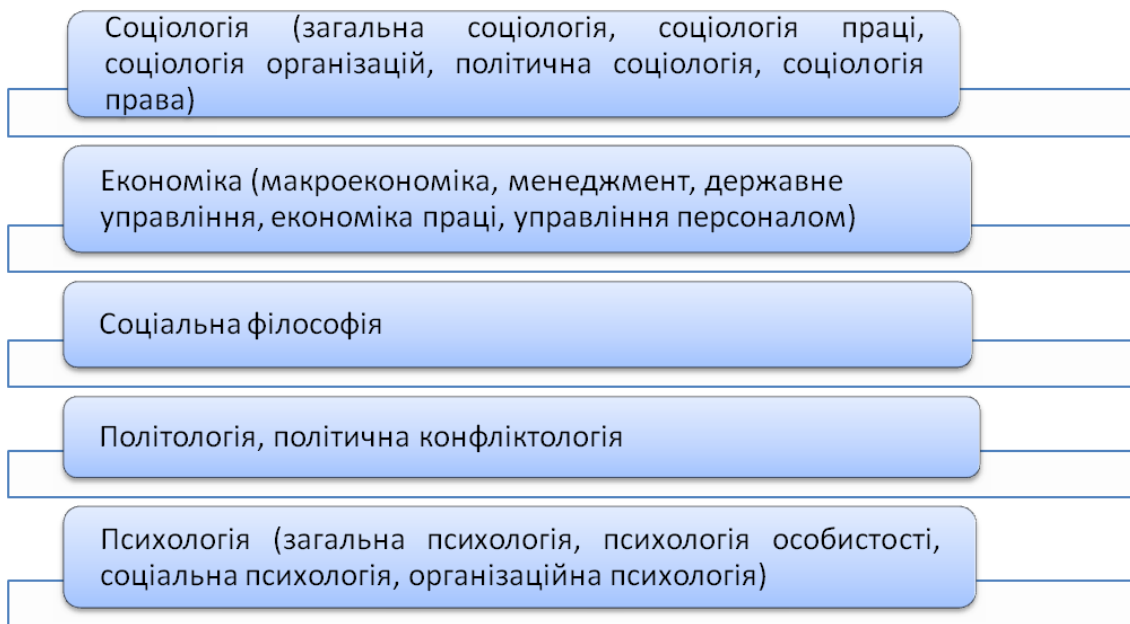 Соціологія (загальна соціологія, соціологія праці,
соціологія організацій, політична соціологія, соціологія
права)
Економіка (макроекономіка, менеджмент, державне
управління, економіка праці, управління персоналом)
Соціальна філософія
Політологія, політична конфліктологія
Психологія (загальна психологія, психологія особистості,
соціальна психологія, організаційна психологія)